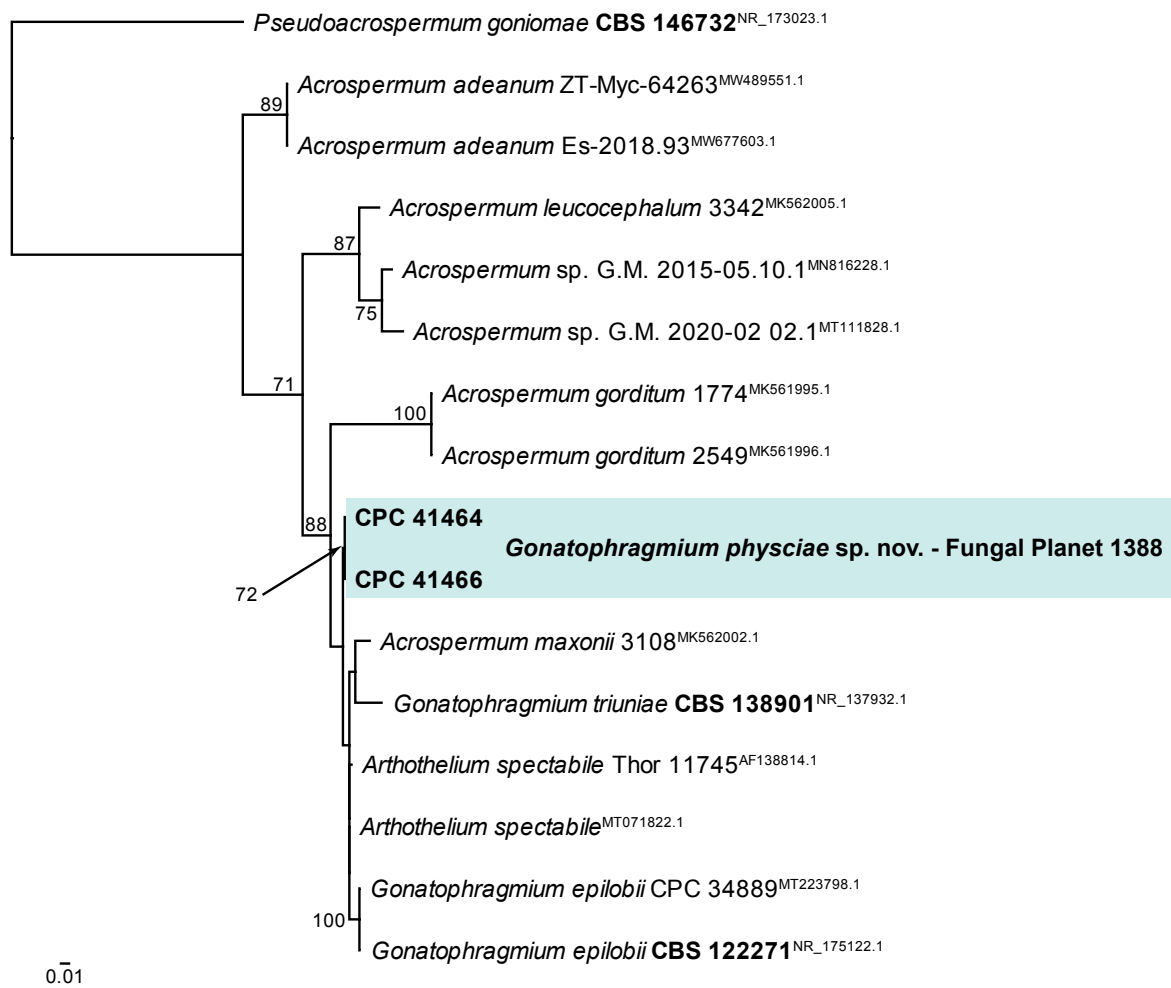 Pseudoacrospermum goniomae CBS 146732NR_173023.1
Acrospermum adeanum ZT-Myc-64263MW489551.1
89
Acrospermum adeanum Es-2018.93MW677603.1
Acrospermum leucocephalum 3342MK562005.1
87
Acrospermum sp. G.M. 2015-05.10.1MN816228.1
75
Acrospermum sp. G.M. 2020-02 02.1MT111828.1
71
Acrospermum gorditum 1774MK561995.1
100
Acrospermum gorditum 2549MK561996.1
88
CPC 41464
Gonatophragmium physciae sp. nov. - Fungal Planet 1388
CPC 41466
72
Acrospermum maxonii 3108MK562002.1
Gonatophragmium triuniae CBS 138901NR_137932.1
Arthothelium spectabile Thor 11745AF138814.1
Arthothelium spectabileMT071822.1
Gonatophragmium epilobii CPC 34889MT223798.1
100
Gonatophragmium epilobii CBS 122271NR_175122.1
0.01